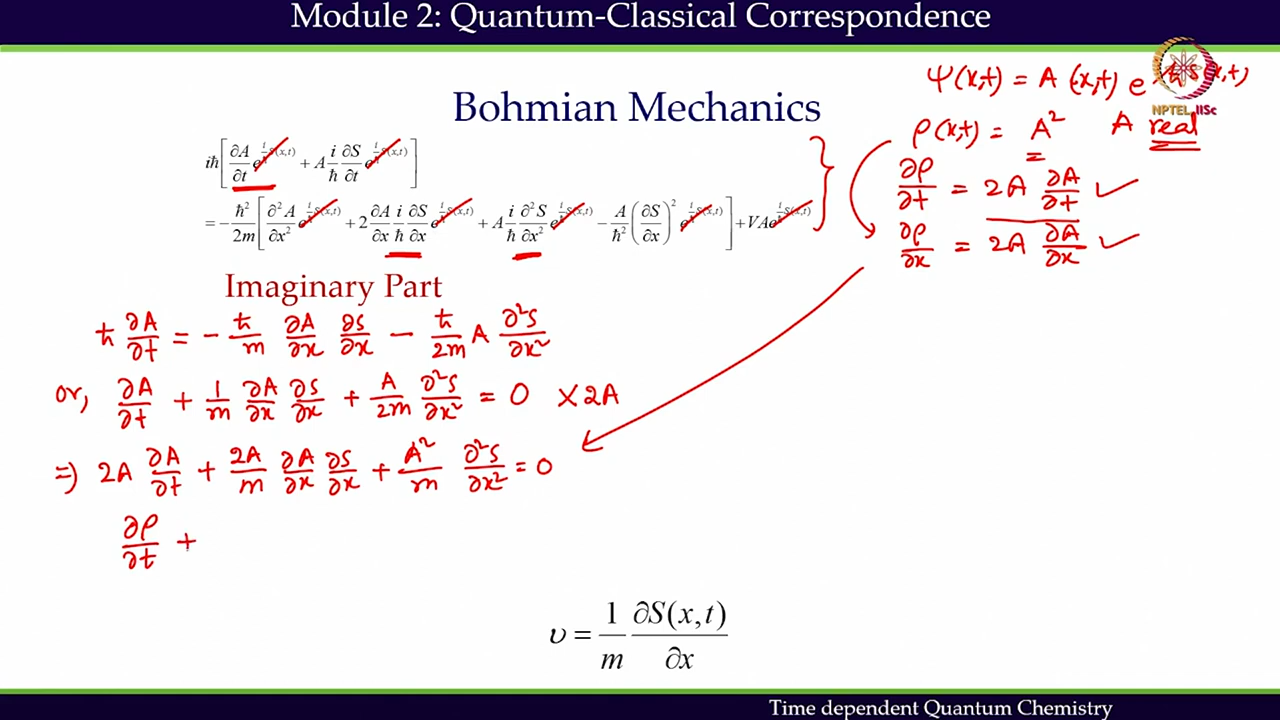 Module 2: Quantum-Classical Correspondence
Bohmian Mechanics
ψ(x,t) = A (x,t) e^{i/ħ S(x,t)}
NPTEL, IISc
ρ(x,t) = A² A real
∂ρ/∂t = 2A ∂A/∂t ✓
∂ρ/∂x = 2A ∂A/∂x ✓
iħ[∂A/∂t e^{i/ħ S(x,t)} + A i/ħ ∂S/∂t e^{i/ħ S(x,t)}]
= -ħ²/2m [∂²A/∂x² e^{i/ħ S(x,t)} + 2 ∂A/∂x i/ħ ∂S/∂x e^{i/ħ S(x,t)} + A i/ħ ∂²S/∂x² e^{i/ħ S(x,t)} - A/ħ² (∂S/∂x)² e^{i/ħ S(x,t)}] + VAe^{i/ħ S(x,t)}
Imaginary Part
ħ ∂A/∂t = - ħ/m ∂A/∂x ∂S/∂x - ħ/2m A ∂²S/∂x²
or, ∂A/∂t + 1/m ∂A/∂x ∂S/∂x + A/2m ∂²S/∂x² = 0 × 2A
⇒ 2A ∂A/∂t + 2A/m ∂A/∂x ∂S/∂x + A²/m ∂²S/∂x² = 0
∂ρ/∂t +
υ = 1/m ∂S(x,t)/∂x
Time dependent Quantum Chemistry